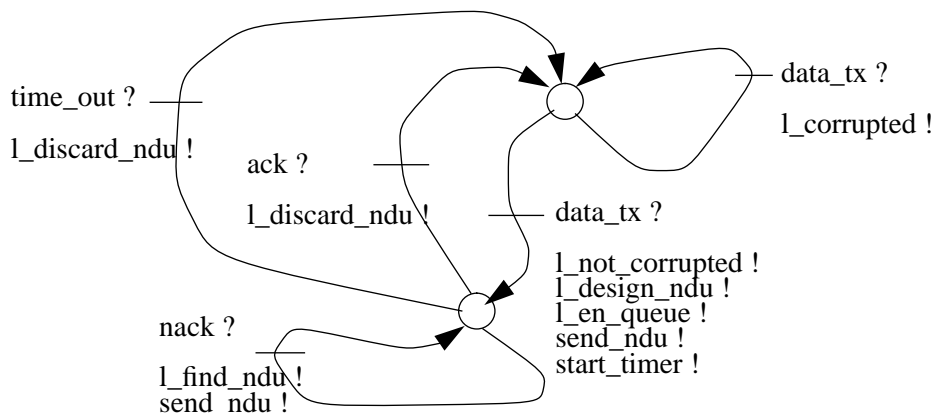 time_out ?
l_discard_ndu !
ack ?
l_discard_ndu !
data_tx ?
l_corrupted !
data_tx ?
l_not_corrupted !
l_design_ndu !
l_en_queue !
send_ndu !
start_timer !
nack ?
l_find_ndu !
send_ndu !